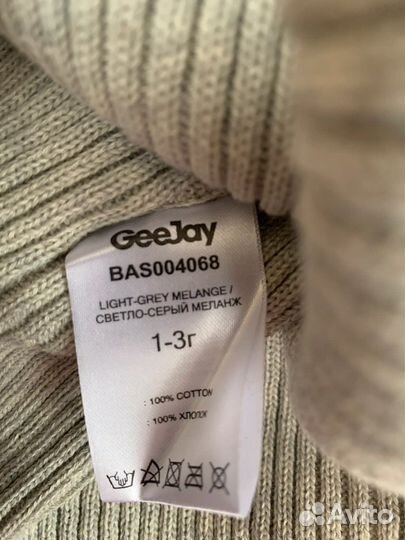 GeeJay
BAS004068
LIGHT-GREY MELANGE /
СВЕТЛО-СЕРЫЙ МЕЛАНЖ
1-3г
: 100% COTTON
: 100% ХЛОПОК
Avito